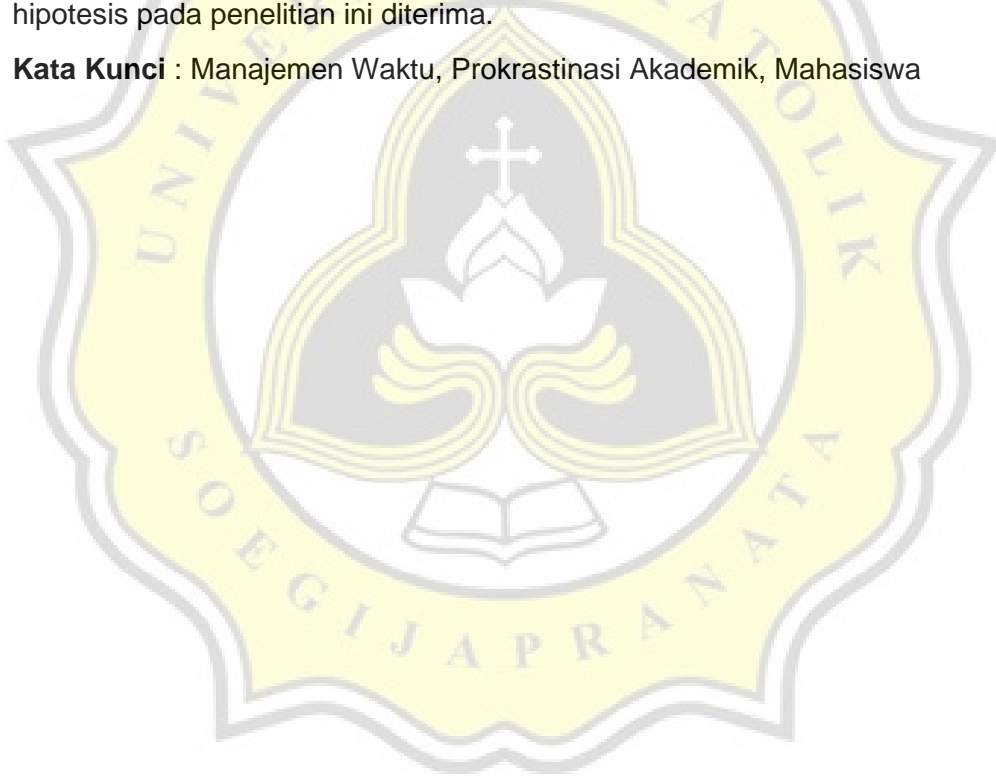 hipotesis pada penelitian ini diterima.
Kata Kunci : Manajemen Waktu, Prokrastinasi Akademik, Mahasiswa
UNIVERSITAS KATOLIK
SOEGIJAPRANATA